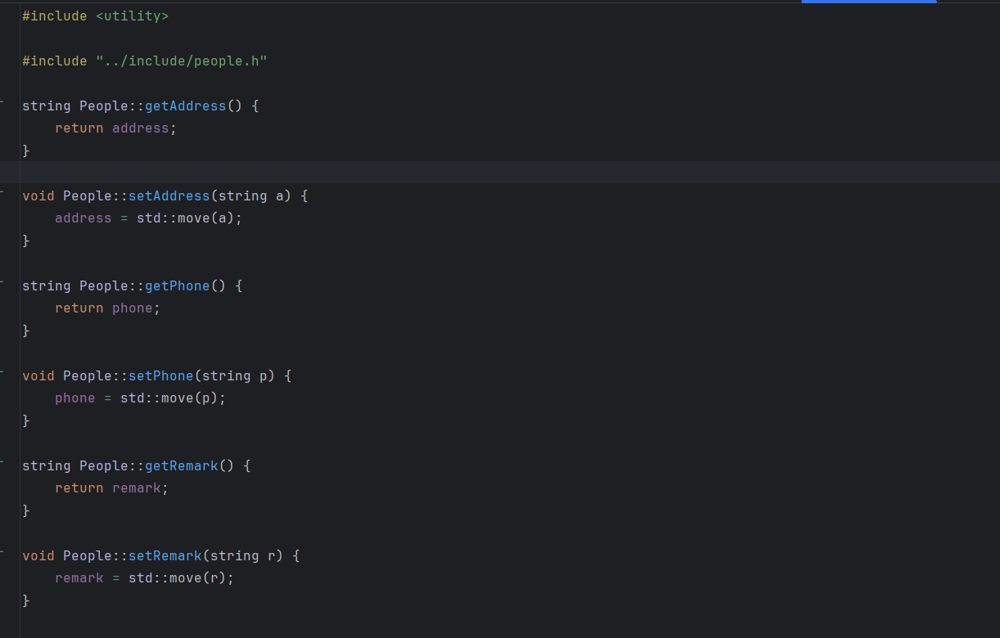 #include <utility>
#include "../include/people.h"
string People::getAddress() {
    return address;
}
void People::setAddress(string a) {
    address = std::move(a);
}
string People::getPhone() {
    return phone;
}
void People::setPhone(string p) {
    phone = std::move(p);
}
string People::getRemark() {
    return remark;
}
void People::setRemark(string r) {
    remark = std::move(r);
}